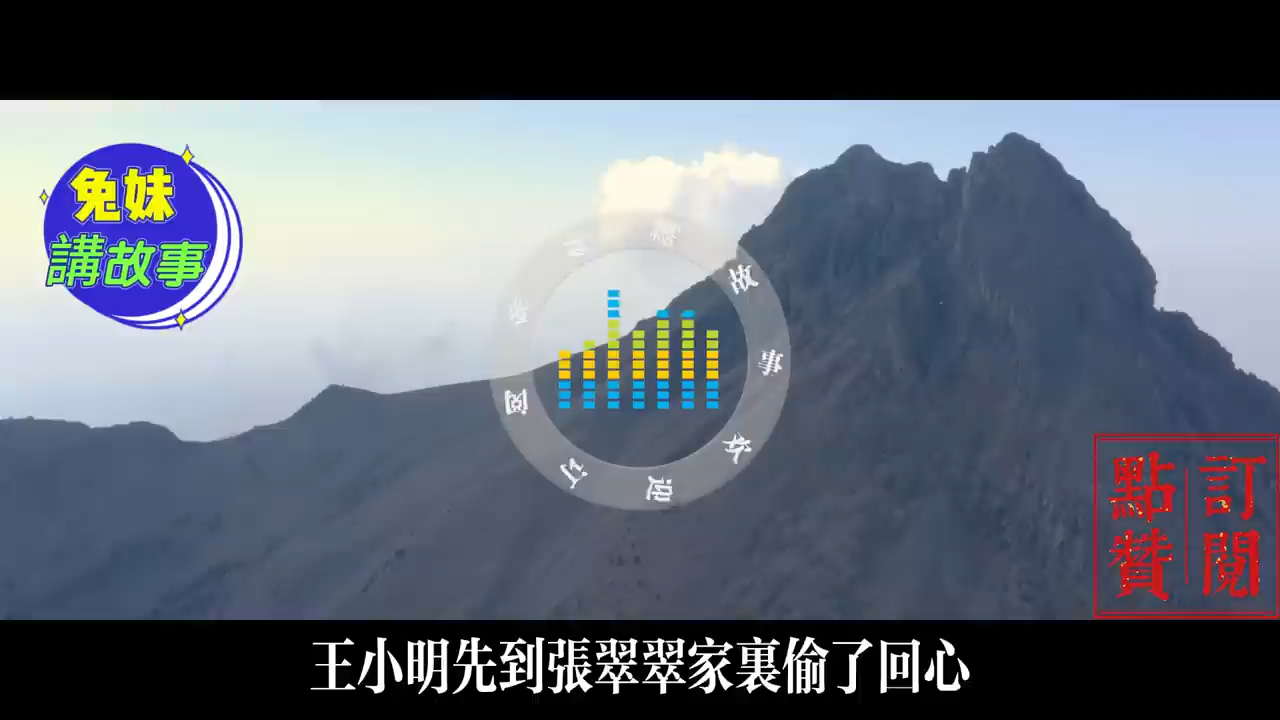 兔妹
講故事
故事欢迎订阅
訂閱
點贊
王小明先到張翠翠家裏偷了回心